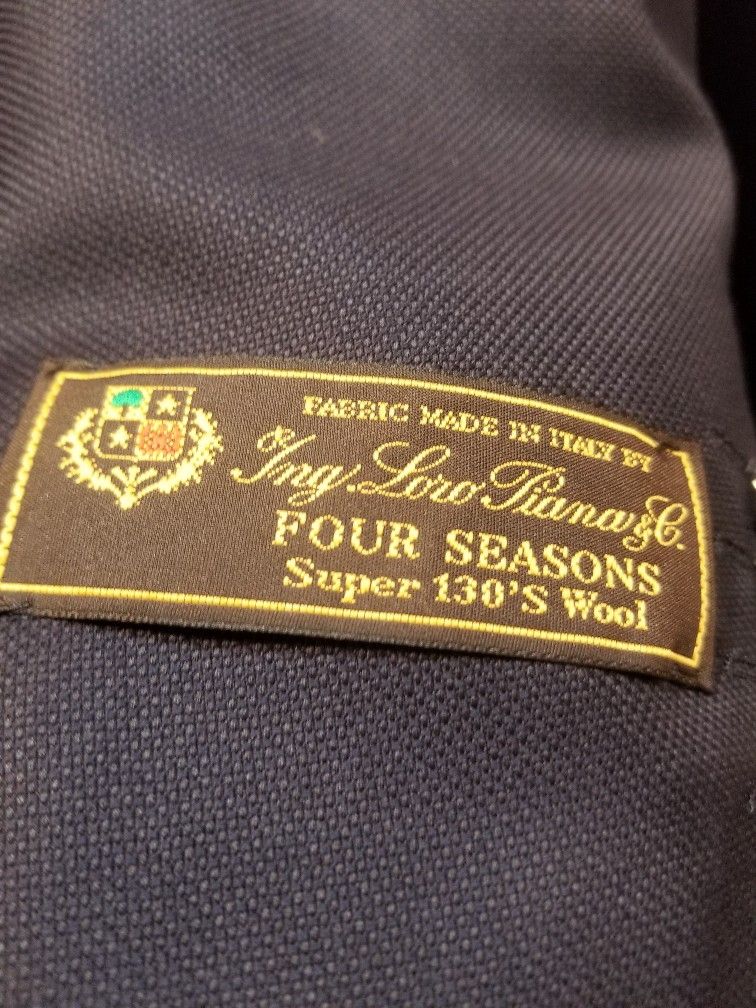 FABRIC MADE IN ITALY BY
Ing. Loro Piana & C.
FOUR SEASONS
Super 130'S Wool